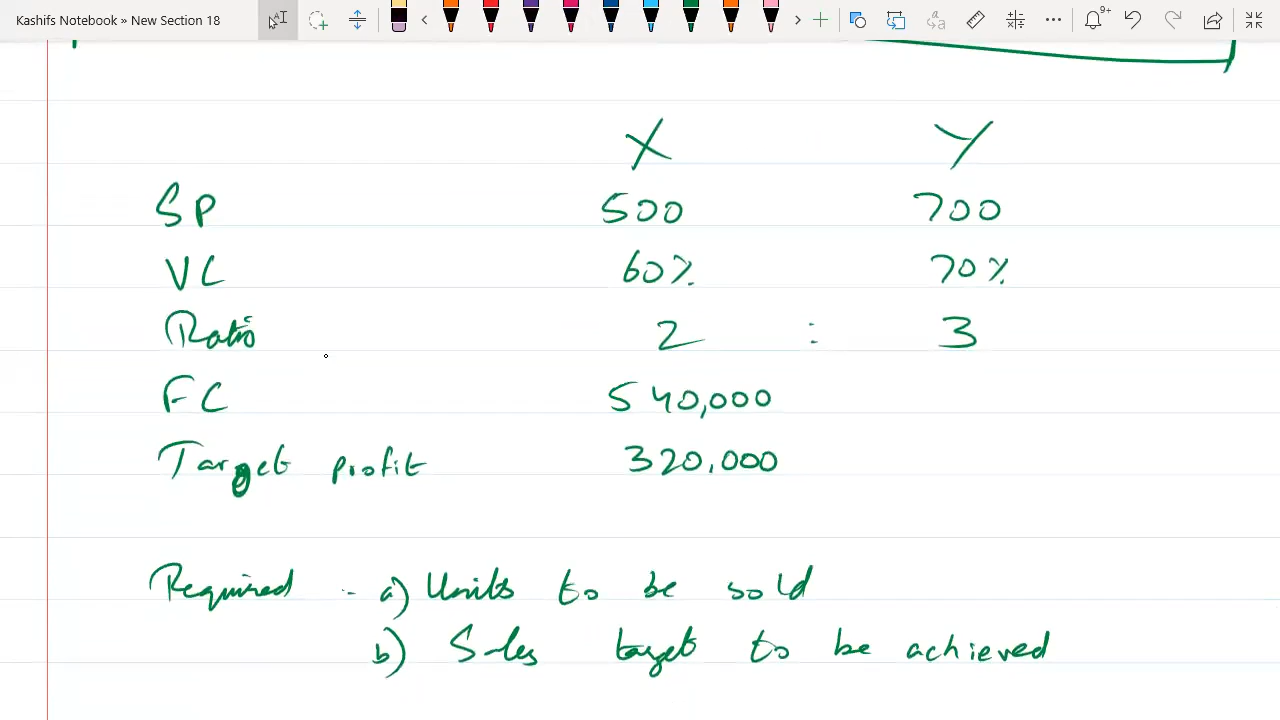 Kashifs Notebook » New Section 18
9+
X Y
SP 500 700
VC 60% 70%
Ratio 2 : 3
FC 540,000
Target profit 320,000
Required - a) Units to be sold
b) Sales target to be achieved